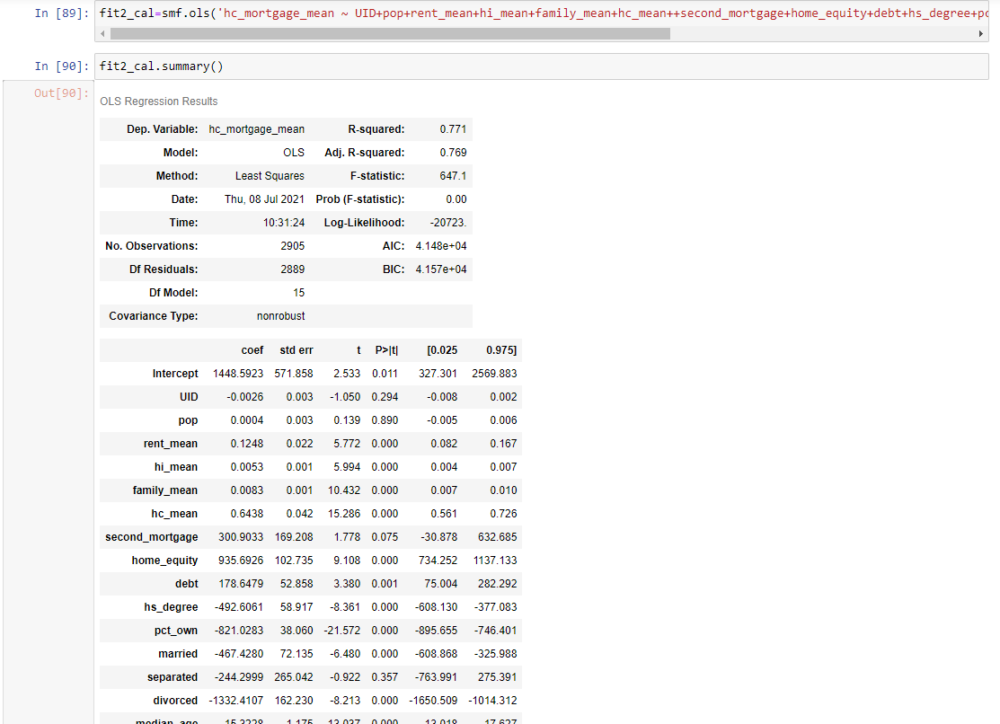 In [89]: fit2_cal=smf.ols('hc_mortgage_mean ~ UID+pop+rent_mean+hi_mean+family_mean+hc_mean++second_mortgage+home_equity+debt+hs_degree+pc
In [90]: fit2_cal.summary()
Out[90]:
OLS Regression Results
Dep. Variable: hc_mortgage_mean R-squared: 0.771
Model: OLS Adj. R-squared: 0.769
Method: Least Squares F-statistic: 647.1
Date: Thu, 08 Jul 2021 Prob (F-statistic): 0.00
Time: 10:31:24 Log-Likelihood: -20723.
No. Observations: 2905 AIC: 4.148e+04
Df Residuals: 2889 BIC: 4.157e+04
Df Model: 15
Covariance Type: nonrobust
coef std err t P>|t| [0.025 0.975]
Intercept 1448.5923 571.858 2.533 0.011 327.301 2569.883
UID -0.0026 0.003 -1.050 0.294 -0.008 0.002
pop 0.0004 0.003 0.139 0.890 -0.005 0.006
rent_mean 0.1248 0.022 5.772 0.000 0.082 0.167
hi_mean 0.0053 0.001 5.994 0.000 0.004 0.007
family_mean 0.0083 0.001 10.432 0.000 0.007 0.010
hc_mean 0.6438 0.042 15.286 0.000 0.561 0.726
second_mortgage 300.9033 169.208 1.778 0.075 -30.878 632.685
home_equity 935.6926 102.735 9.108 0.000 734.252 1137.133
debt 178.6479 52.858 3.380 0.001 75.004 282.292
hs_degree -492.6061 58.917 -8.361 0.000 -608.130 -377.083
pct_own -821.0283 38.060 -21.572 0.000 -895.655 -746.401
married -467.4280 72.135 -6.480 0.000 -608.868 -325.988
separated -244.2999 265.042 -0.922 0.357 -763.991 275.391
divorced -1332.4107 162.230 -8.213 0.000 -1650.509 -1014.312
median_age 15.3228 1.175 13.037 0.000 13.018 17.627